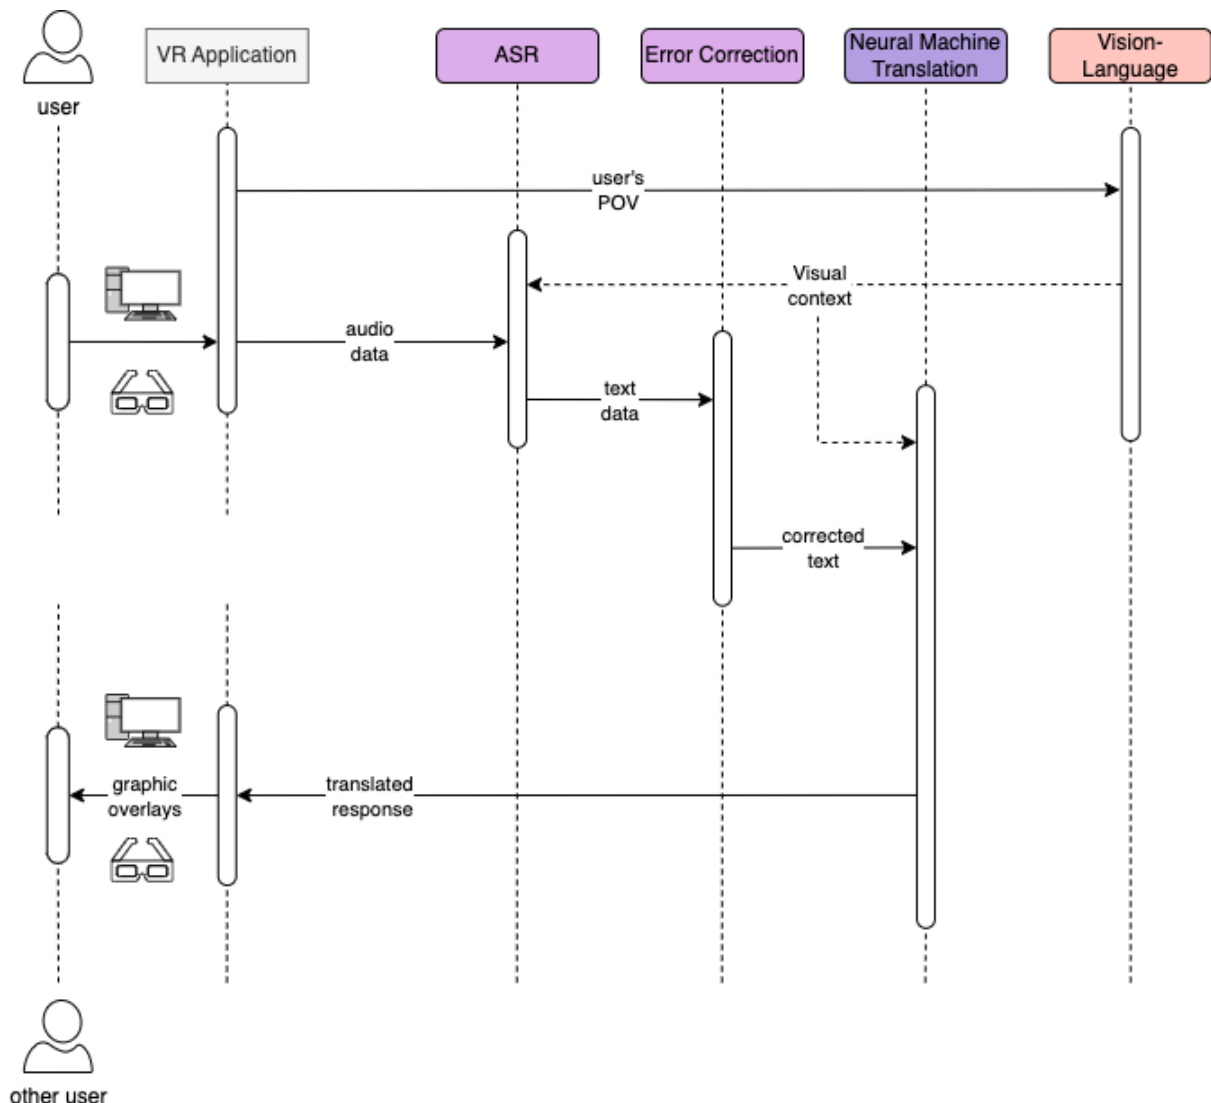 user
VR Application
ASR
Error Correction
Neural Machine
Translation
Vision-
Language
user's
POV
Visual
context
audio
data
text
data
corrected
text
graphic
overlays
translated
response
other user